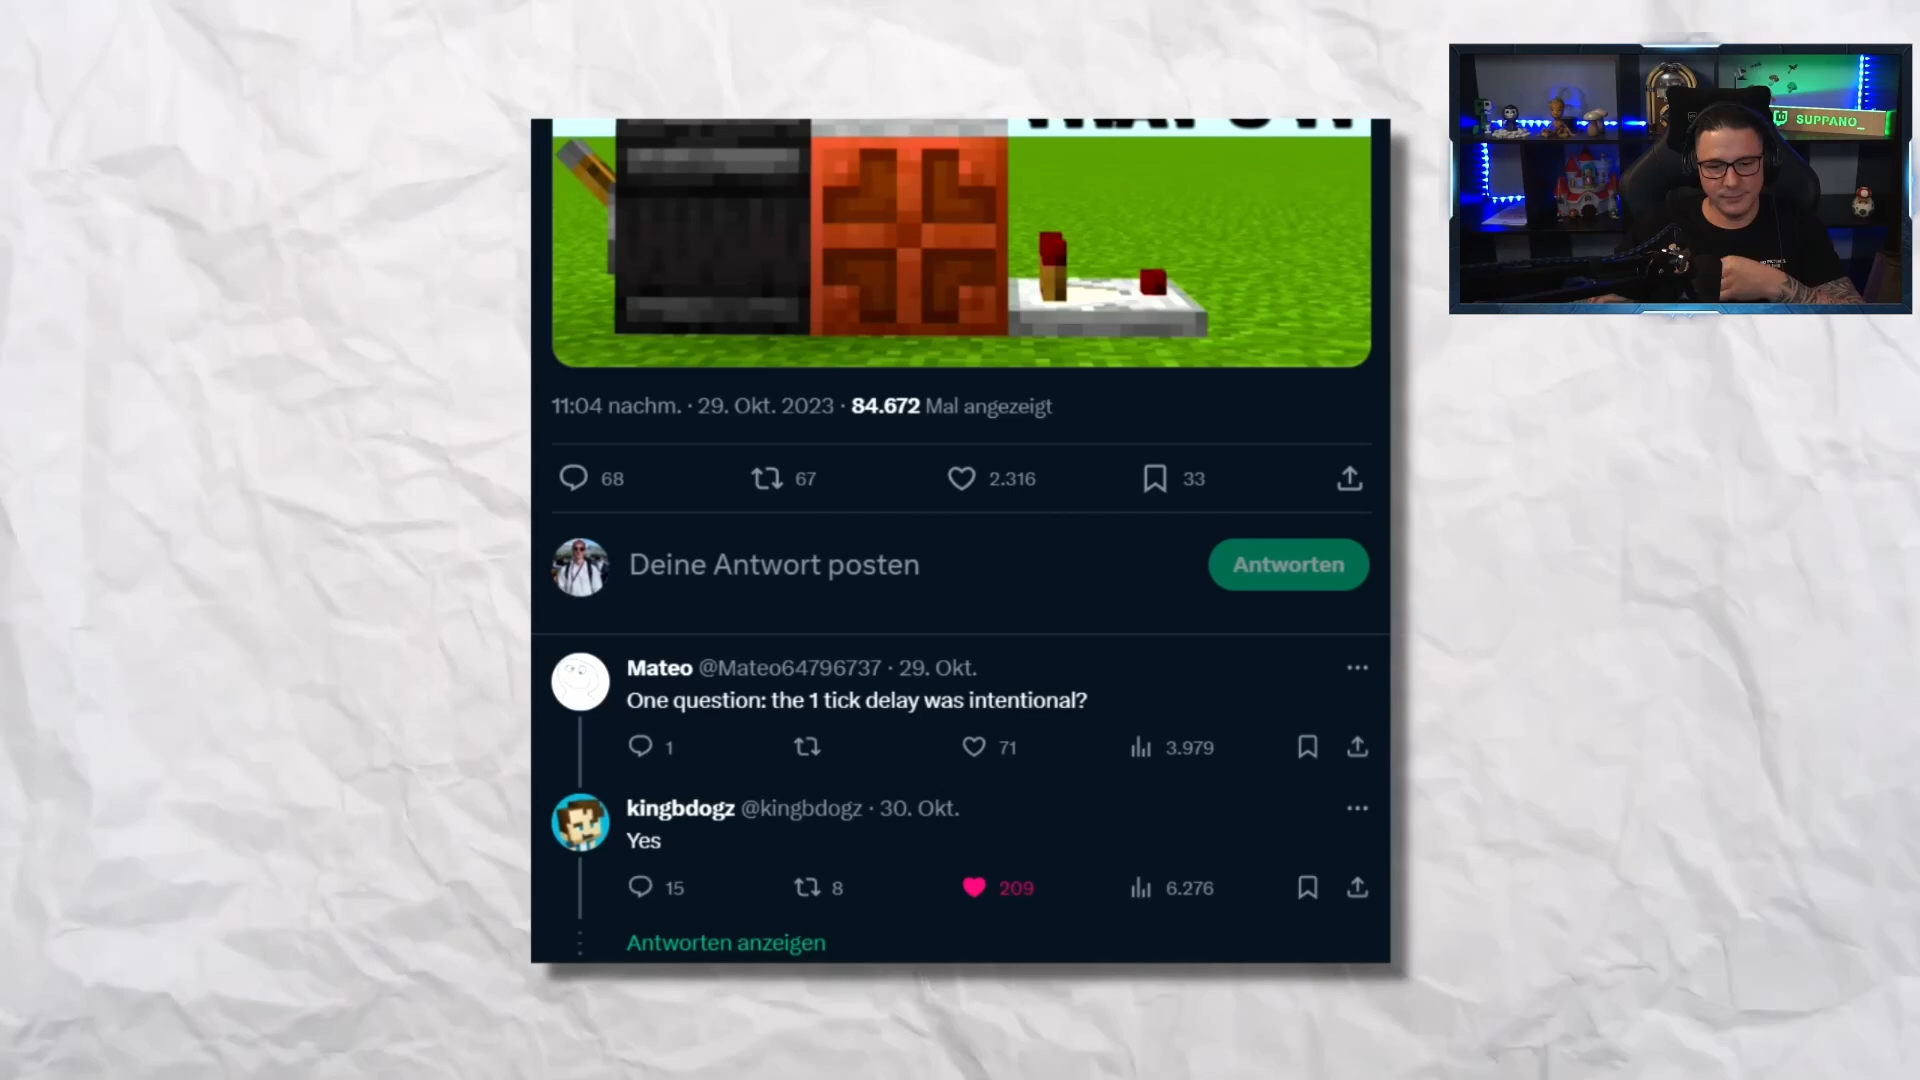 SUPPANO_
11:04 nachm. · 29. Okt. 2023 · 84.672 Mal angezeigt
68 67 2.316 33
Deine Antwort posten Antworten
Mateo @Mateo64796737 · 29. Okt.
One question: the 1 tick delay was intentional?
1 71 3.979
kingbdogz @kingbdogz · 30. Okt.
Yes
15 8 209 6.276
Antworten anzeigen